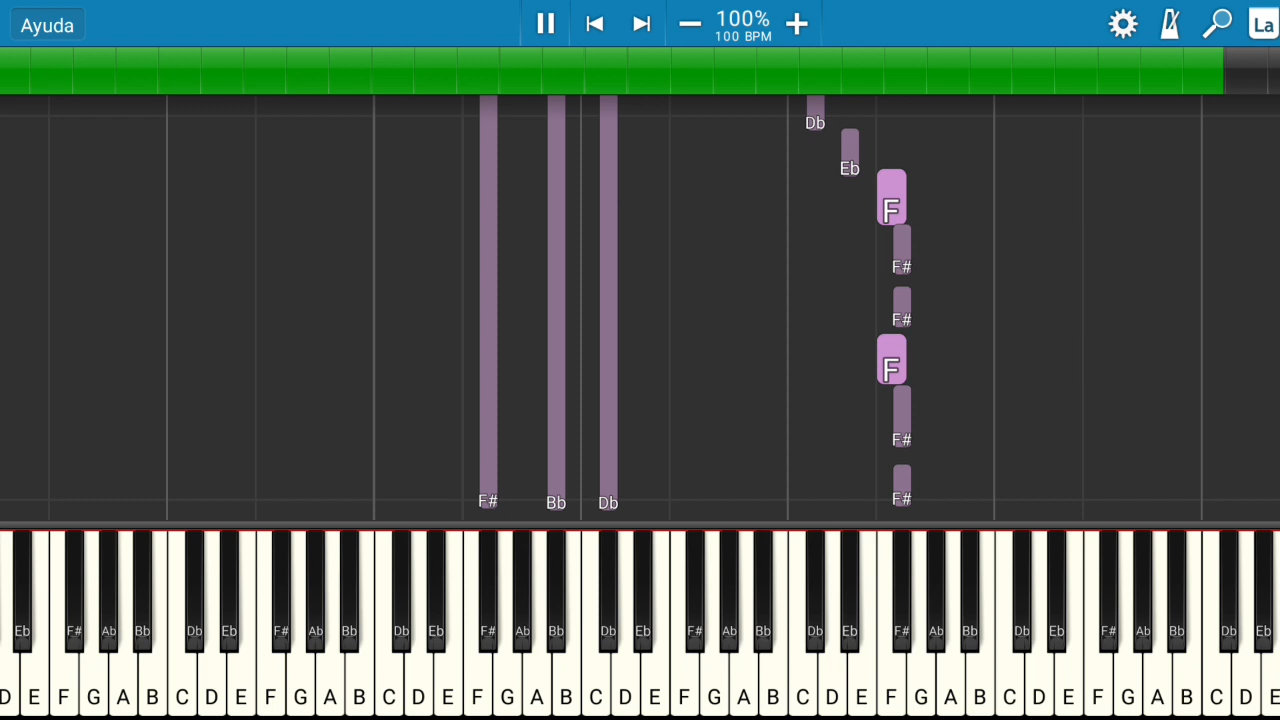 Ayuda
100%
100 BPM
La
Db
Eb
F
F#
F#
F
F#
F#
F# Bb Db
Eb F# Ab Bb Db Eb F# Ab Bb Db Eb F# Ab Bb Db Eb F# Ab Bb Db Eb F# Ab Bb Db Eb F# Ab Bb Db Eb
D E F G A B C D E F G A B C D E F G A B C D E F G A B C D E F G A B C D E F G A B C D E